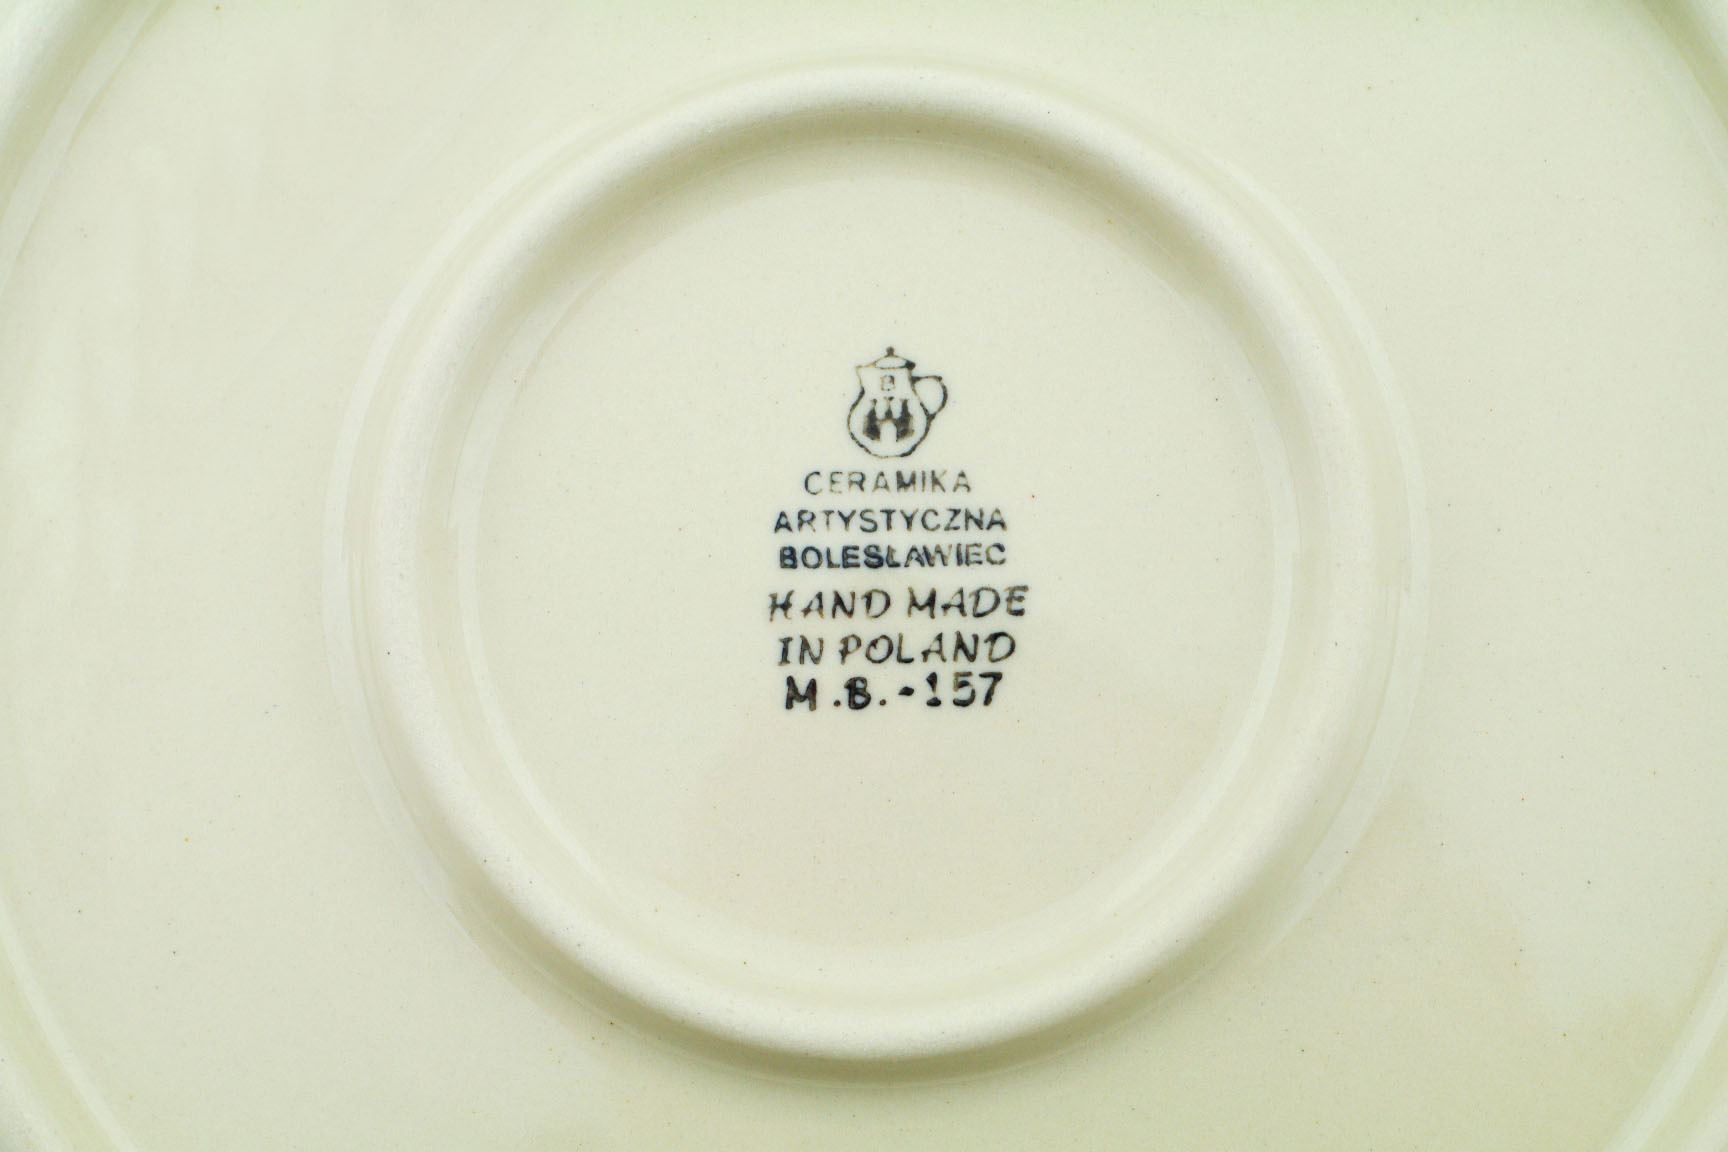 B
CERAMIKA
ARTYSTYCZNA
BOLESŁAWIEC
HAND MADE
IN POLAND
M.B.-157